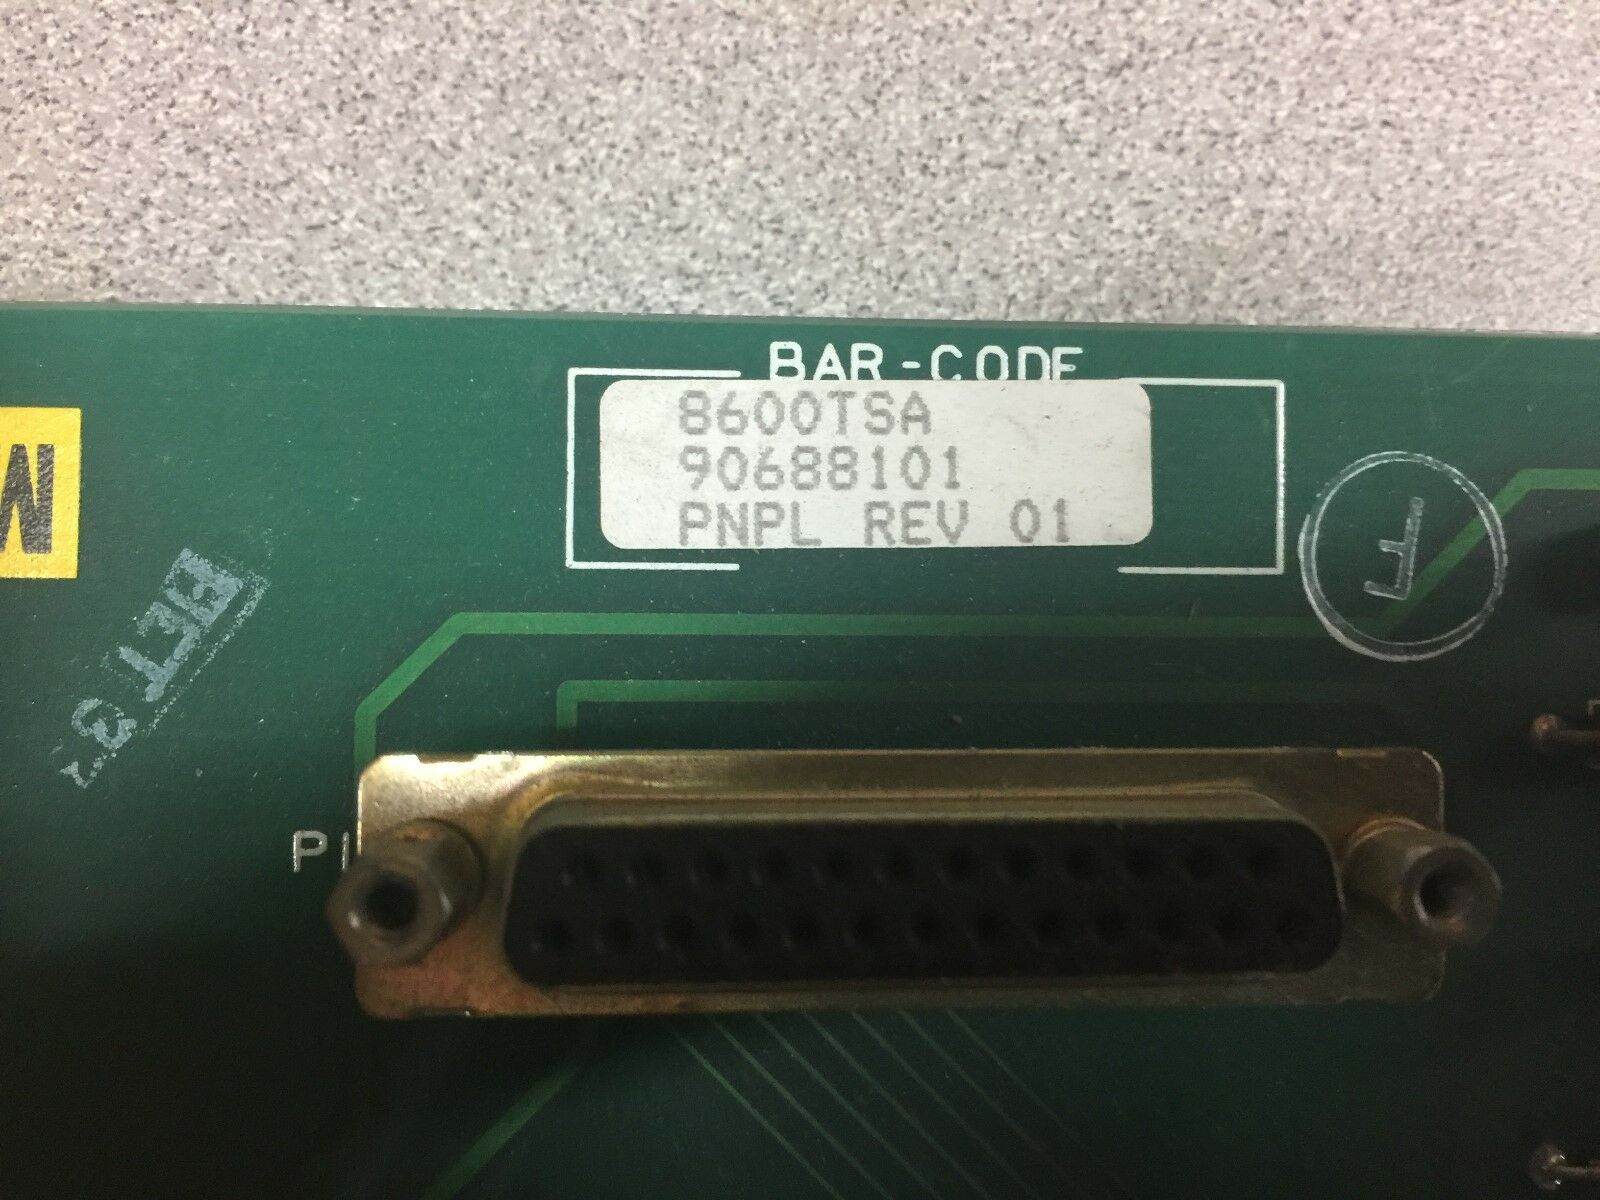 BAR-CODE
8600TSA
90688101
PNPL REV 01
M
F
P1